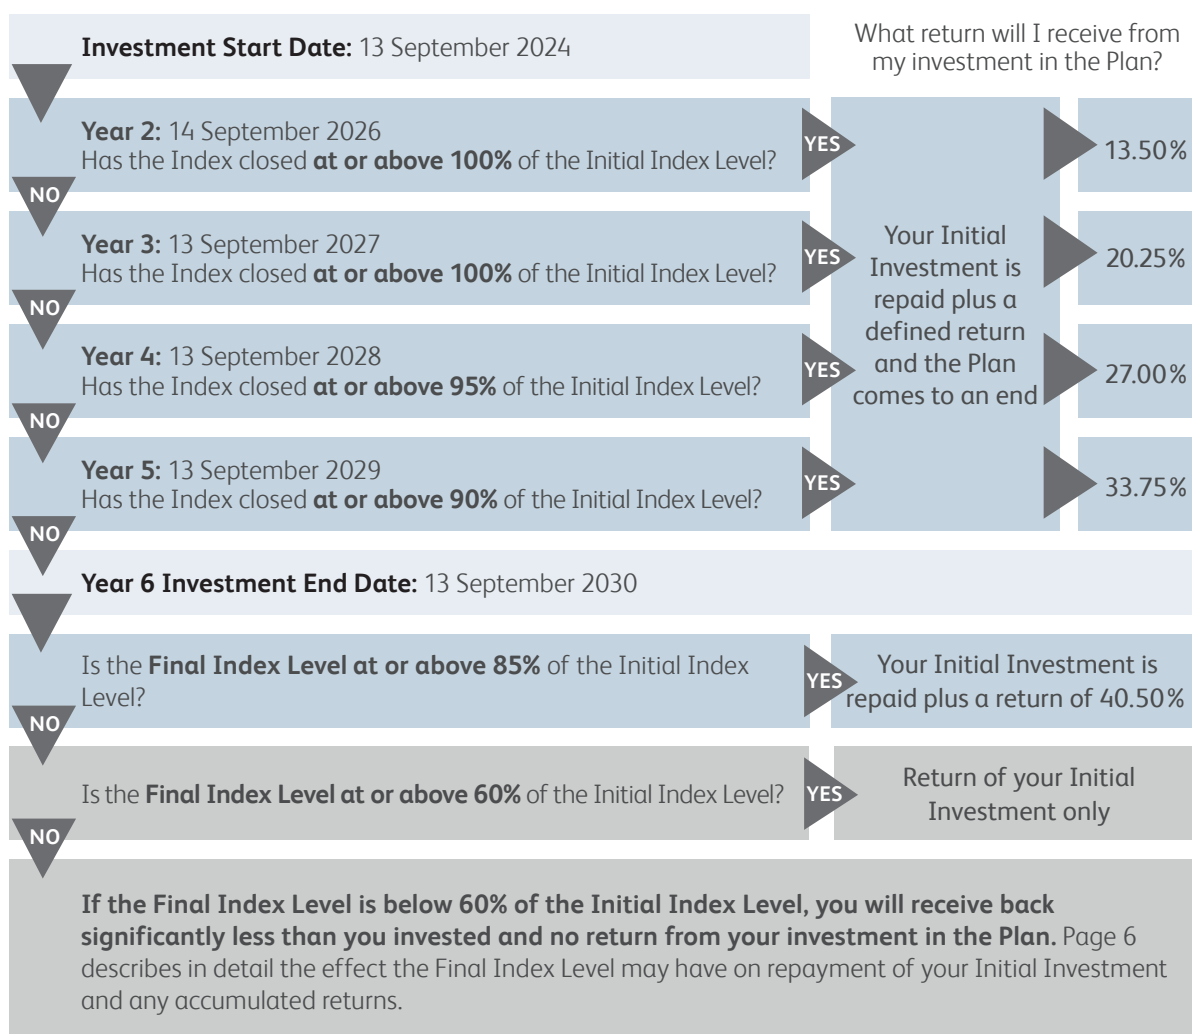 Investment Start Date: 13 September 2024
What return will I receive from
my investment in the Plan?
Year 2: 14 September 2026
Has the Index closed at or above 100% of the Initial Index Level?
YES
13.50%
NO
Year 3: 13 September 2027
Has the Index closed at or above 100% of the Initial Index Level?
YES
20.25%
NO
Year 4: 13 September 2028
Has the Index closed at or above 95% of the Initial Index Level?
YES
27.00%
NO
Year 5: 13 September 2029
Has the Index closed at or above 90% of the Initial Index Level?
YES
33.75%
NO
Your Initial
Investment is
repaid plus a
defined return
and the Plan
comes to an end
Year 6 Investment End Date: 13 September 2030
Is the Final Index Level at or above 85% of the Initial Index
Level?
YES
Your Initial Investment is
repaid plus a return of 40.50%
NO
Is the Final Index Level at or above 60% of the Initial Index Level?
YES
Return of your Initial
Investment only
NO
If the Final Index Level is below 60% of the Initial Index Level, you will receive back
significantly less than you invested and no return from your investment in the Plan. Page 6
describes in detail the effect the Final Index Level may have on repayment of your Initial Investment
and any accumulated returns.